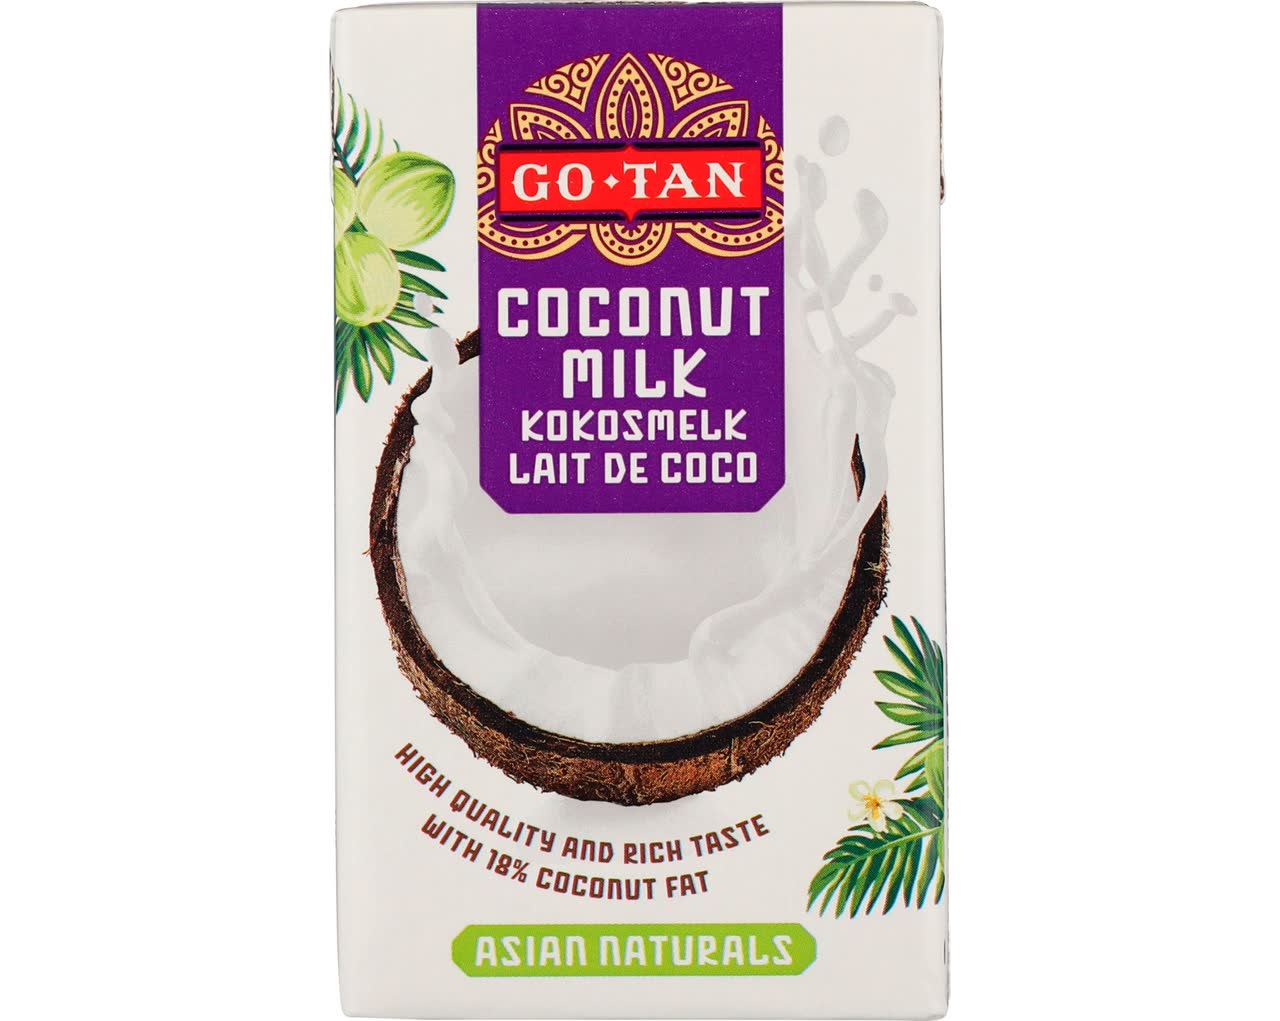 GO·TAN
COCONUT
MILK
KOKOSMELK
LAIT DE COCO
HIGH QUALITY AND RICH TASTE
WITH 18% COCONUT FAT
ASIAN NATURALS